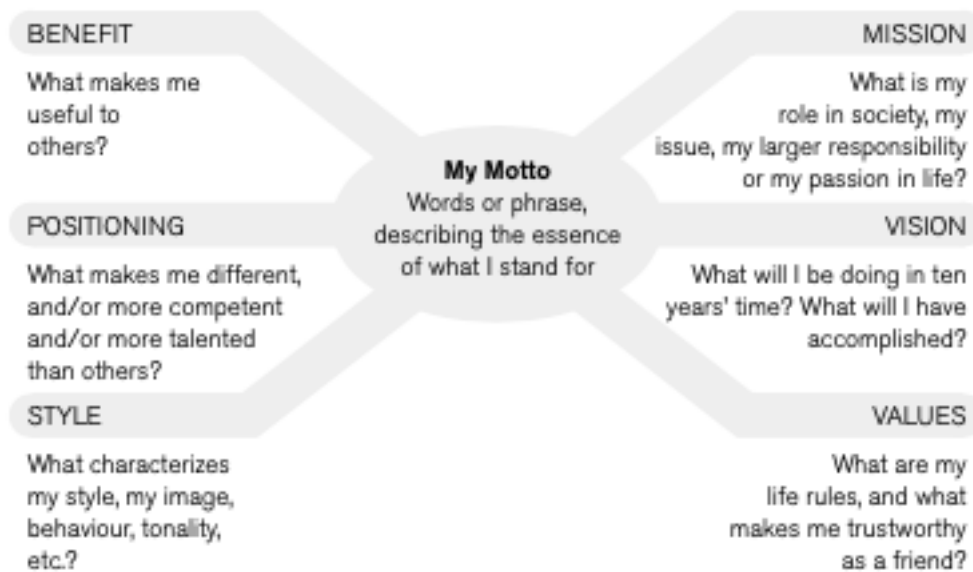 BENEFIT
What makes me
useful to
others?
POSITIONING
What makes me different,
and/or more competent
and/or more talented
than others?
STYLE
What characterizes
my style, my image,
behaviour, tonality,
etc.?
My Motto
Words or phrase,
describing the essence
of what I stand for
MISSION
What is my
role in society, my
issue, my larger responsibility
or my passion in life?
VISION
What will I be doing in ten
years' time? What will I have
accomplished?
VALUES
What are my
life rules, and what
makes me trustworthy
as a friend?